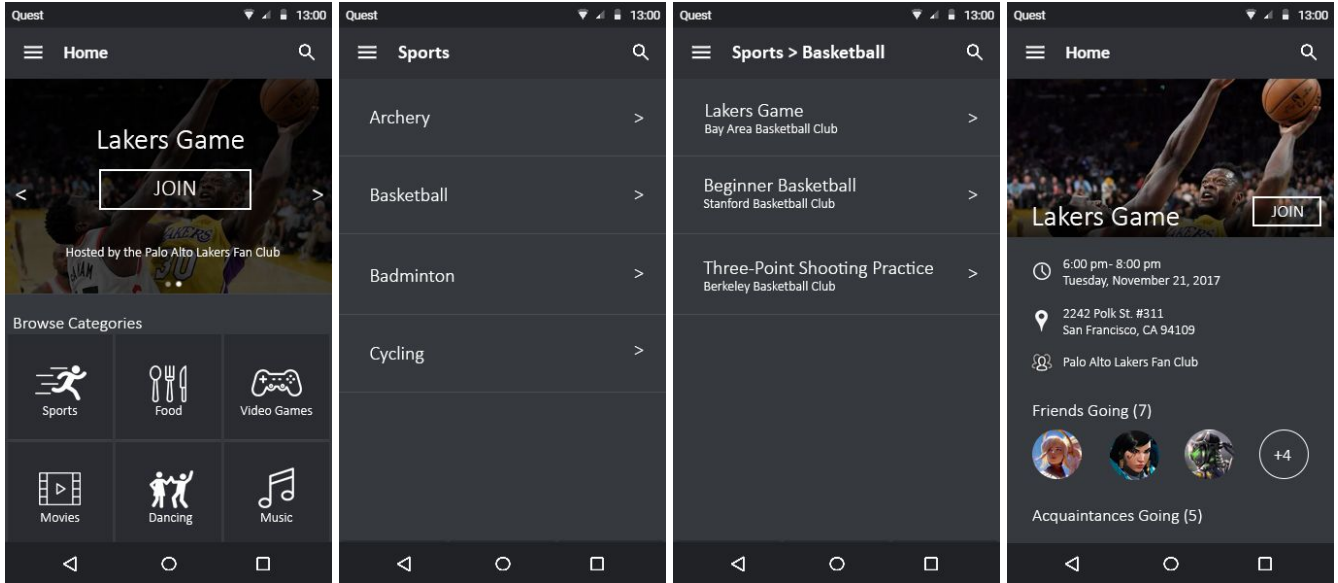 Quest 13:00
Home
Lakers Game
JOIN
< >
Hosted by the Palo Alto Lakers Fan Club
LAKERS
30
Browse Categories
Sports Food Video Games
Movies Dancing Music
Quest 13:00
Sports
Archery >
Basketball >
Badminton >
Cycling >
Quest 13:00
Sports > Basketball
Lakers Game >
Bay Area Basketball Club
Beginner Basketball >
Stanford Basketball Club
Three-Point Shooting Practice >
Berkeley Basketball Club
Quest 13:00
Home
Lakers Game JOIN
6:00 pm- 8:00 pm
Tuesday, November 21, 2017
2242 Polk St. #311
San Francisco, CA 94109
Palo Alto Lakers Fan Club
Friends Going (7)
+4
Acquaintances Going (5)